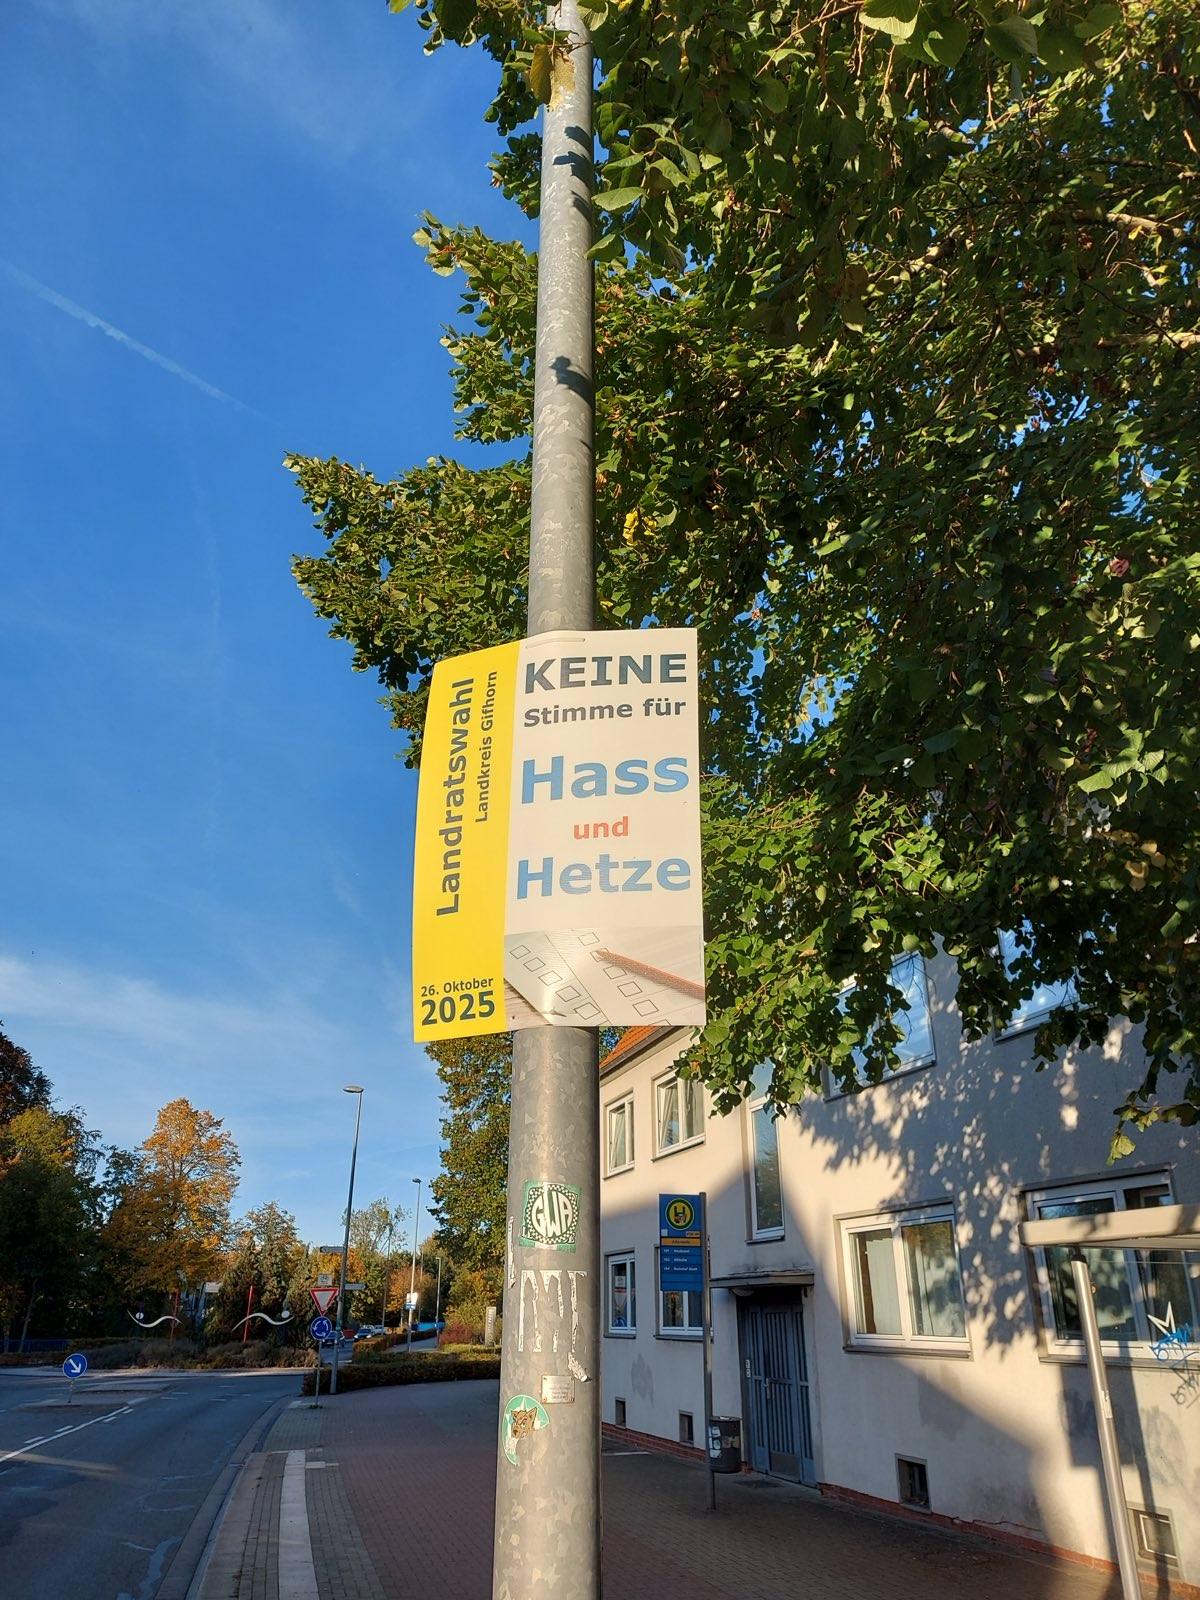 Landratswahl
Landkreis Gifhorn
26. Oktober
2025
KEINE
Stimme für
Hass
und
Hetze
GWA
H